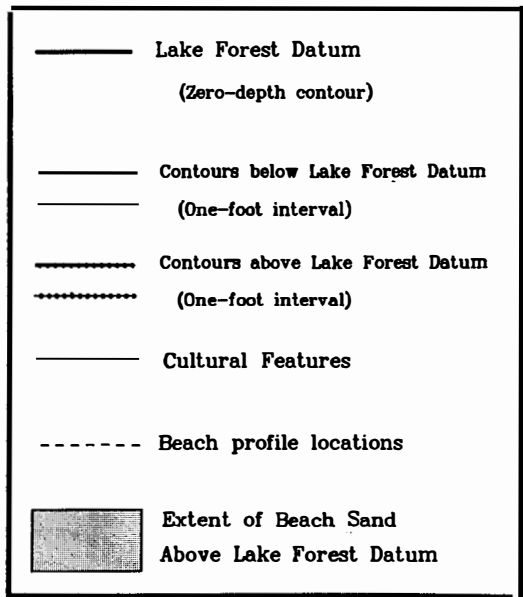 Lake Forest Datum
(Zero-depth contour)
Contours below Lake Forest Datum
(One-foot interval)
Contours above Lake Forest Datum
(One-foot interval)
Cultural Features
Beach profile locations
Extent of Beach Sand
Above Lake Forest Datum